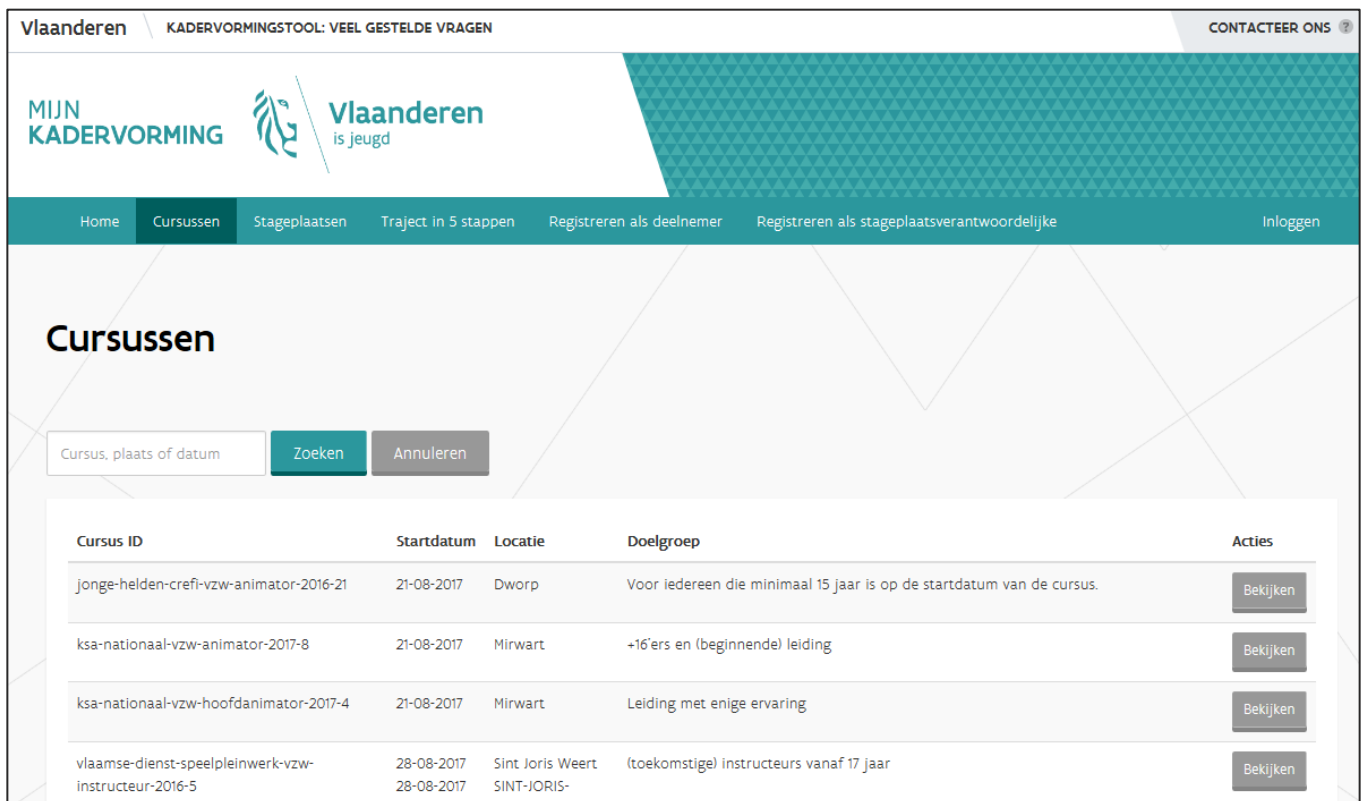 Vlaanderen KADERVORMINGSTOOL: VEEL GESTELDE VRAGEN CONTACTEER ONS ?
MIJN
KADERVORMING
Vlaanderen
is jeugd
Home Cursussen Stageplaatsen Traject in 5 stappen Registreren als deelnemer Registreren als stageplaatsverantwoordelijke Inloggen
Cursussen
Cursus, plaats of datum Zoeken Annuleren
Cursus ID Startdatum Locatie Doelgroep Acties
jonge-helden-crefi-vzw-animator-2016-21 21-08-2017 Dworp Voor iedereen die minimaal 15 jaar is op de startdatum van de cursus. Bekijken
ksa-nationaal-vzw-animator-2017-8 21-08-2017 Mirwart +16'ers en (beginnende) leiding Bekijken
ksa-nationaal-vzw-hoofdanimator-2017-4 21-08-2017 Mirwart Leiding met enige ervaring Bekijken
vlaamse-dienst-speelpleinwerk-vzw- 28-08-2017 Sint Joris Weert (toekomstige) instructeurs vanaf 17 jaar Bekijken
instructeur-2016-5 28-08-2017 SINT-JORIS-